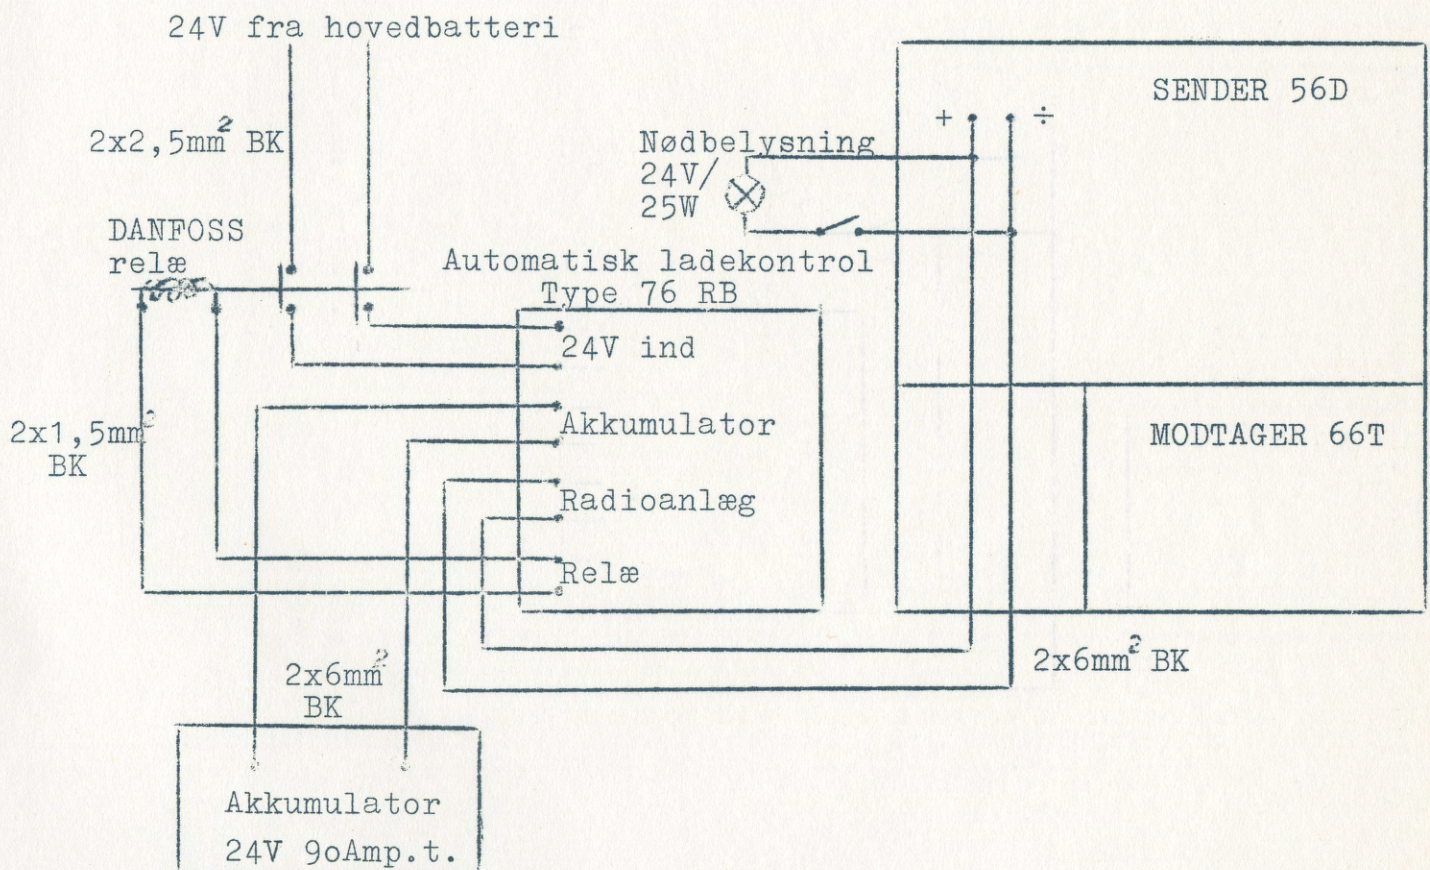 24V fra hovedbatteri
SENDER 56D
+ ÷
2x2,5mm² BK
Nødbelysning
24V/
25W
DANFOSS
relæ
Automatisk ladekontrol
Type 76 RB
24V ind
Akkumulator
Radioanlæg
Relæ
2x1,5mm²
BK
MODTAGER 66T
2x6mm² BK
2x6mm²
BK
Akkumulator
24V 9oAmp.t.